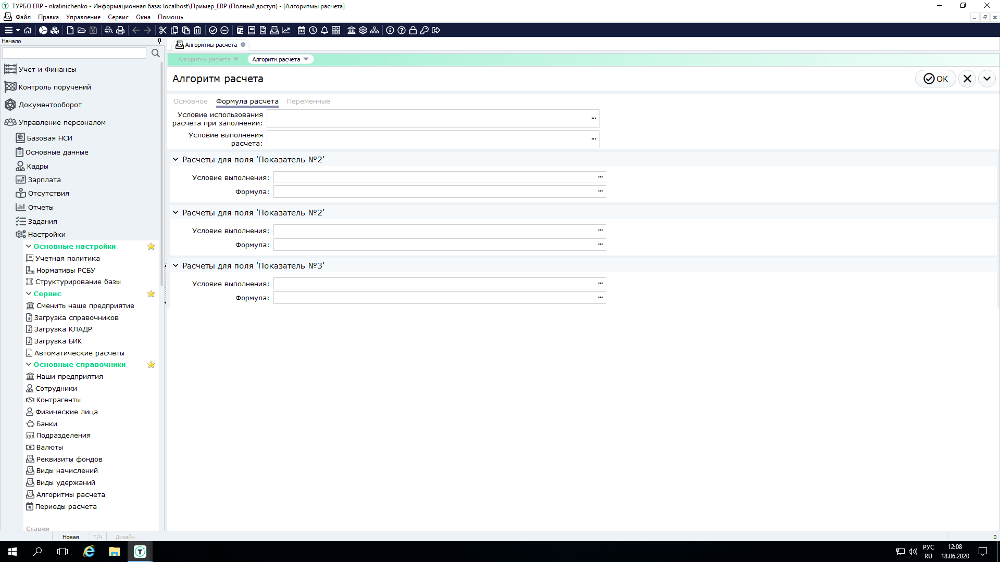 ТУРБО ERP - nkalinichenko - Информационная база: localhost\Пример_ERP (Полный доступ) - [Алгоритмы расчета]
Файл Правка Управление Сервис Окна Помощь
Начало
Учет и Финансы
Контроль поручений
Документооборот
Управление персоналом
Базовая НСИ
Основные данные
Кадры
Зарплата
Отсутствия
Отчеты
Задания
Настройки
Основные настройки
Учетная политика
Нормативы РСБУ
Структурирование базы
Сервис
Сменить наше предприятие
Загрузка справочников
Загрузка КЛАДР
Загрузка БИК
Автоматические расчеты
Основные справочники
Наши предприятия
Сотрудники
Контрагенты
Физические лица
Банки
Подразделения
Валюты
Реквизиты фондов
Виды начислений
Виды удержаний
Алгоритмы расчета
Периоды расчета
Ставки
Алгоритмы расчета
Алгоритмы расчета Алгоритм расчета
Алгоритм расчета
OK
Основное Формула расчета Переменные
Условие использования
расчета при заполнении:
Условие выполнения
расчета:
Расчеты для поля 'Показатель №2'
Условие выполнения:
Формула:
Расчеты для поля 'Показатель №2'
Условие выполнения:
Формула:
Расчеты для поля 'Показатель №3'
Условие выполнения:
Формула:
Новая Т/Ч Дизайн 0
РУС 12:08
RU 18.06.2020